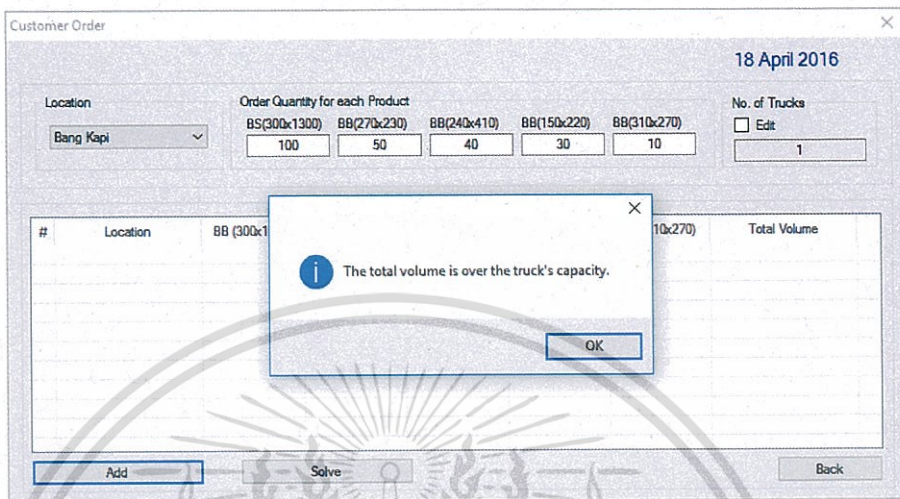 Customer Order
18 April 2016
Location
Order Quantity for each Product
No. of Trucks
BS(300x1300) BB(270x230) BB(240x410) BB(150x220) BB(310x270)
Edit
Bang Kapi
100 50 40 30 10
1
# Location BB (300x1 10x270) Total Volume
The total volume is over the truck's capacity.
OK
Add Solve Back